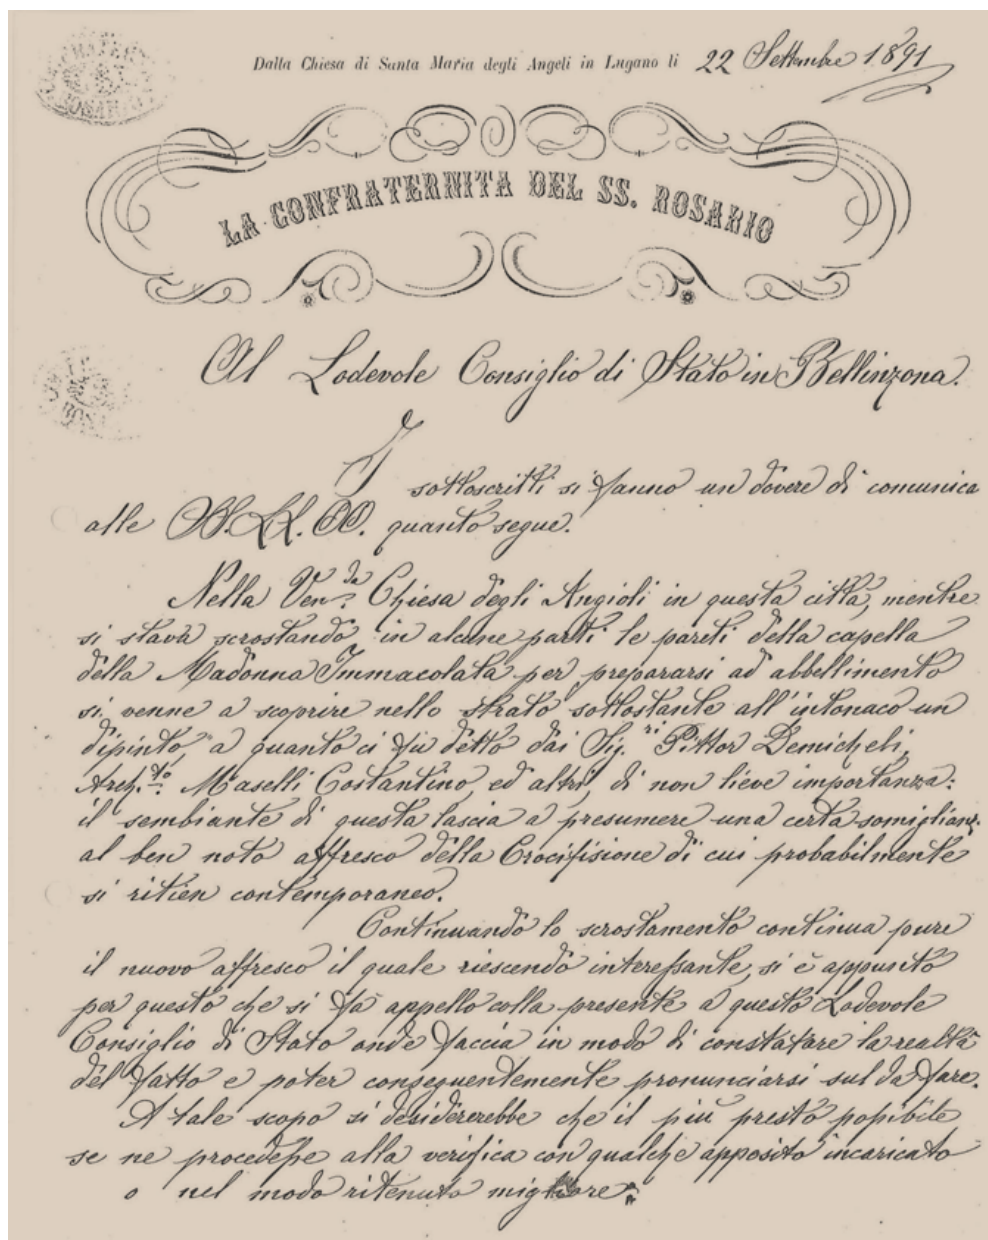 Dalla Chiesa di Santa Maria degli Angeli in Lugano li 22 Settembre 1891
LA CONFRATERNITA DEL SS. ROSARIO
Al Lodevole Consiglio di Stato in Bellinzona.
I sottoscritti si fanno un dovere di comunica
alle VV. LL. OO. quanto segue.
Nella Ven.da Chiesa degli Angioli in questa città, mentre
si stava scrostando in alcune parti le pareti della capella
della Madonna Immacolata per prepararsi ad abbellimento
si venne a scoprire nello strato sottostante all'intonaco un
dipinto, a quanto ci fu detto dai Sig.ri Pittor Demicheli,
Arch.to Maselli Costantino, ed altri, di non lieve importanza:
il sembiante di questa lascia a presumere una certa somiglianz.
al ben noto affresco della Crocifisione di cui probabilmente
si ritien contemporaneo.
Continuando lo scrostamento continua pure
il nuovo affresco il quale riescendo interessante, si è appunto
per questo che si fà appello colla presente a questo Lodevole
Consiglio di Stato onde faccia in modo di constatare la realtà
del fatto e poter conseguentemente pronunciarsi sul da fare.
A tale scopo si desidererebbe che il più presto possibile
se ne procedesse alla verifica con qualche apposito incaricato
o nel modo ritenuto migliore.